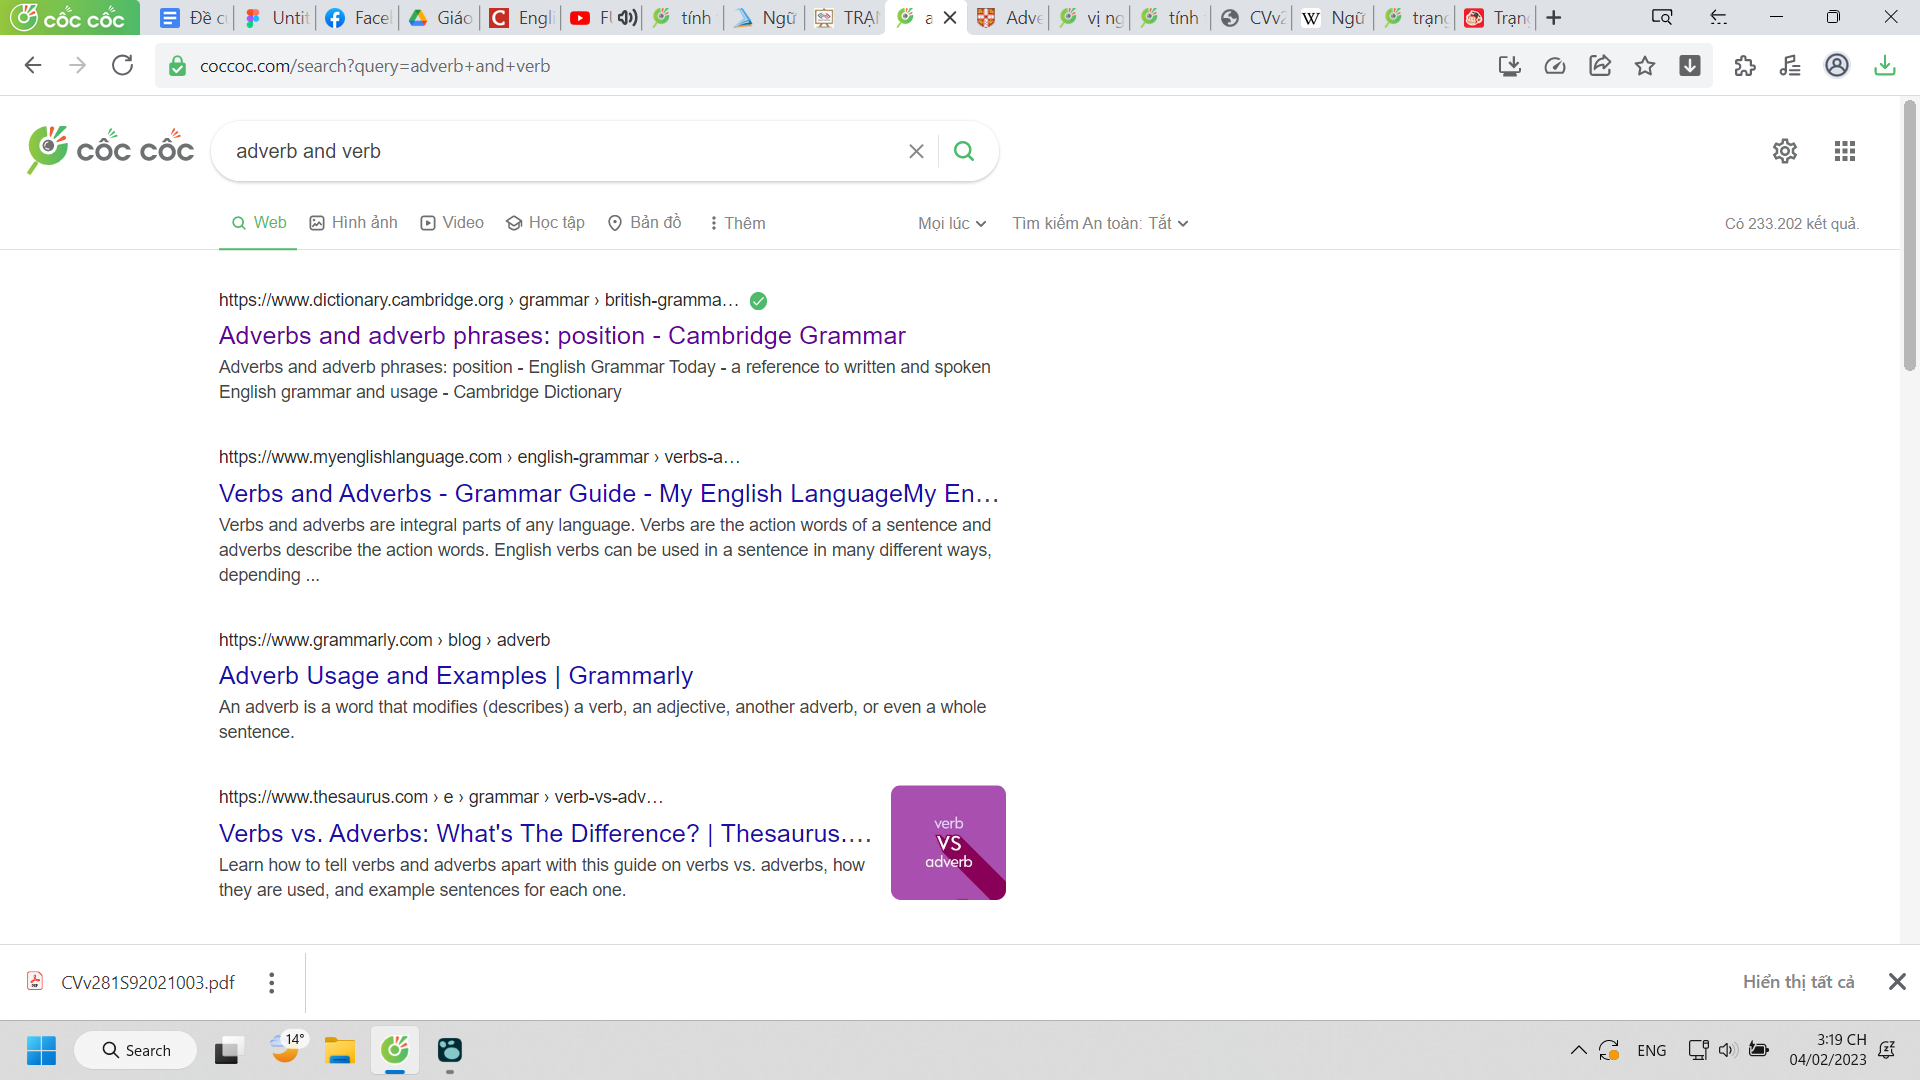 cốc cốc
Đề c
Untit
Facel
Giáo
Engli
FU
tính
Ngữ
TRẠN
a
Adve
vị ng
tính
CVv2
Ngữ
trạng
Trạng
coccoc.com/search?query=adverb+and+verb
cốc cốc
adverb and verb
Web
Hình ảnh
Video
Học tập
Bản đồ
Thêm
Mọi lúc
Tìm kiếm An toàn: Tắt
Có 233.202 kết quả.
https://www.dictionary.cambridge.org › grammar › british-gramma…
Adverbs and adverb phrases: position - Cambridge Grammar
Adverbs and adverb phrases: position - English Grammar Today - a reference to written and spoken
English grammar and usage - Cambridge Dictionary
https://www.myenglishlanguage.com › english-grammar › verbs-a…
Verbs and Adverbs - Grammar Guide - My English LanguageMy En…
Verbs and adverbs are integral parts of any language. Verbs are the action words of a sentence and
adverbs describe the action words. English verbs can be used in a sentence in many different ways,
depending ...
https://www.grammarly.com › blog › adverb
Adverb Usage and Examples | Grammarly
An adverb is a word that modifies (describes) a verb, an adjective, another adverb, or even a whole
sentence.
https://www.thesaurus.com › e › grammar › verb-vs-adv…
Verbs vs. Adverbs: What's The Difference? | Thesaurus.…
Learn how to tell verbs and adverbs apart with this guide on verbs vs. adverbs, how
they are used, and example sentences for each one.
verb
VS
adverb
CVv281S92021003.pdf
Hiển thị tất cả
Search
14°
ENG
3:19 CH
04/02/2023